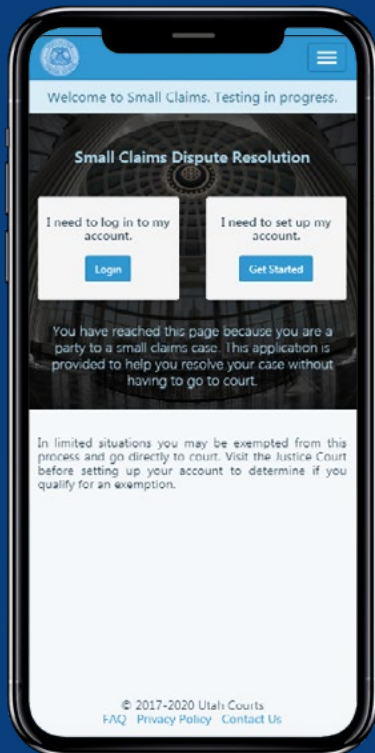 Welcome to Small Claims. Testing in progress.
Small Claims Dispute Resolution
I need to log in to my
account.
Login
I need to set up my
account.
Get Started
You have reached this page because you are a
party to a small claims case. This application is
provided to help you resolve your case without
having to go to court.
In limited situations you may be exempted from this
process and go directly to court. Visit the Justice Court
before setting up your account to determine if you
qualify for an exemption.
© 2017-2020 Utah Courts
FAQ Privacy Policy Contact Us